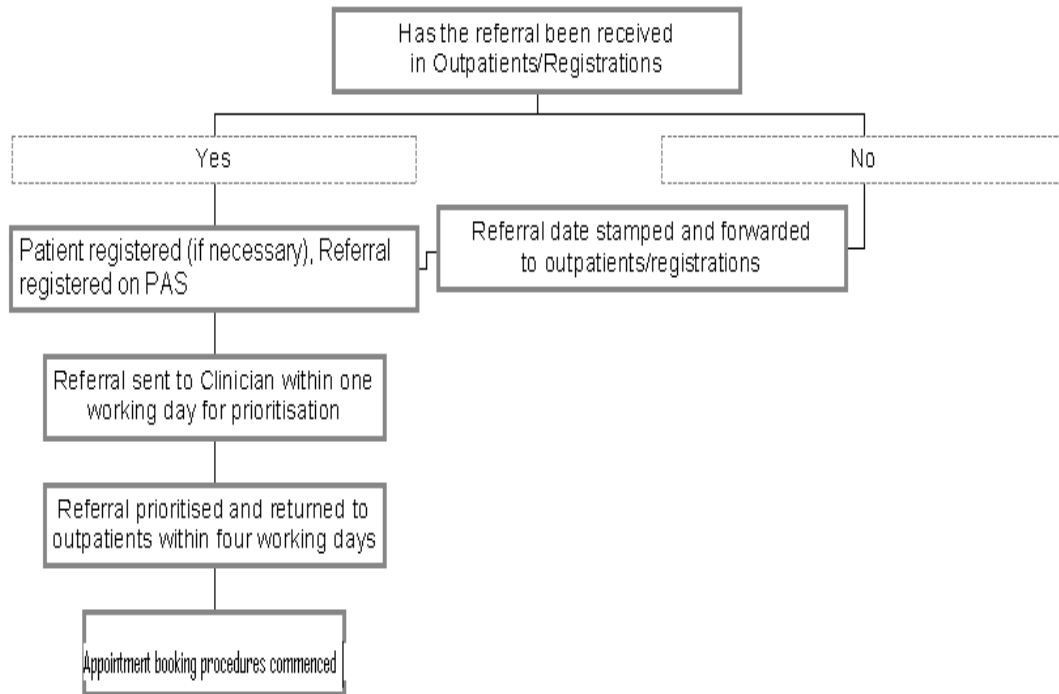 Has the referral been received
in Outpatients/Registrations
Yes
No
Patient registered (if necessary), Referral
registered on PAS
Referral date stamped and forwarded
to outpatients/registrations
Referral sent to Clinician within one
working day for prioritisation
Referral prioritised and returned to
outpatients within four working days
Appointment booking procedures commenced